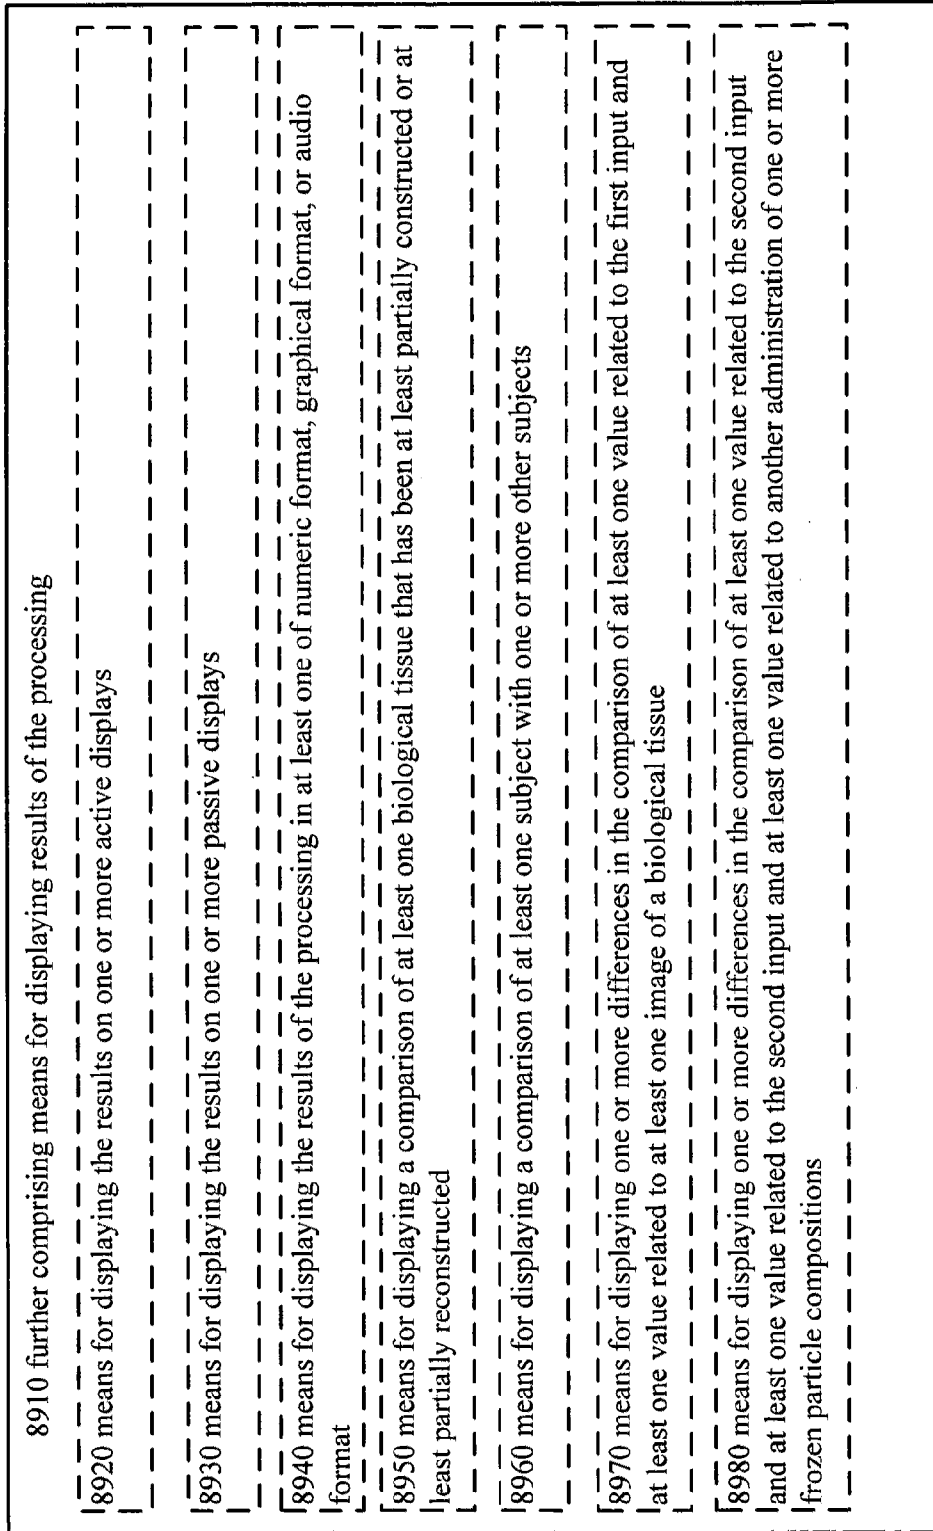 8910 further comprising means for displaying results of the processing
8920 means for displaying the results on one or more active displays
8930 means for displaying the results on one or more passive displays
8940 means for displaying the results of the processing in at least one of numeric format, graphical format, or audio
format
8950 means for displaying a comparison of at least one biological tissue that has been at least partially constructed or at
least partially reconstructed
8960 means for displaying a comparison of at least one subject with one or more other subjects
8970 means for displaying one or more differences in the comparison of at least one value related to the first input and
at least one value related to at least one image of a biological tissue
8980 means for displaying one or more differences in the comparison of at least one value related to the second input
and at least one value related to the second input and at least one value related to another administration of one or more
frozen particle compositions